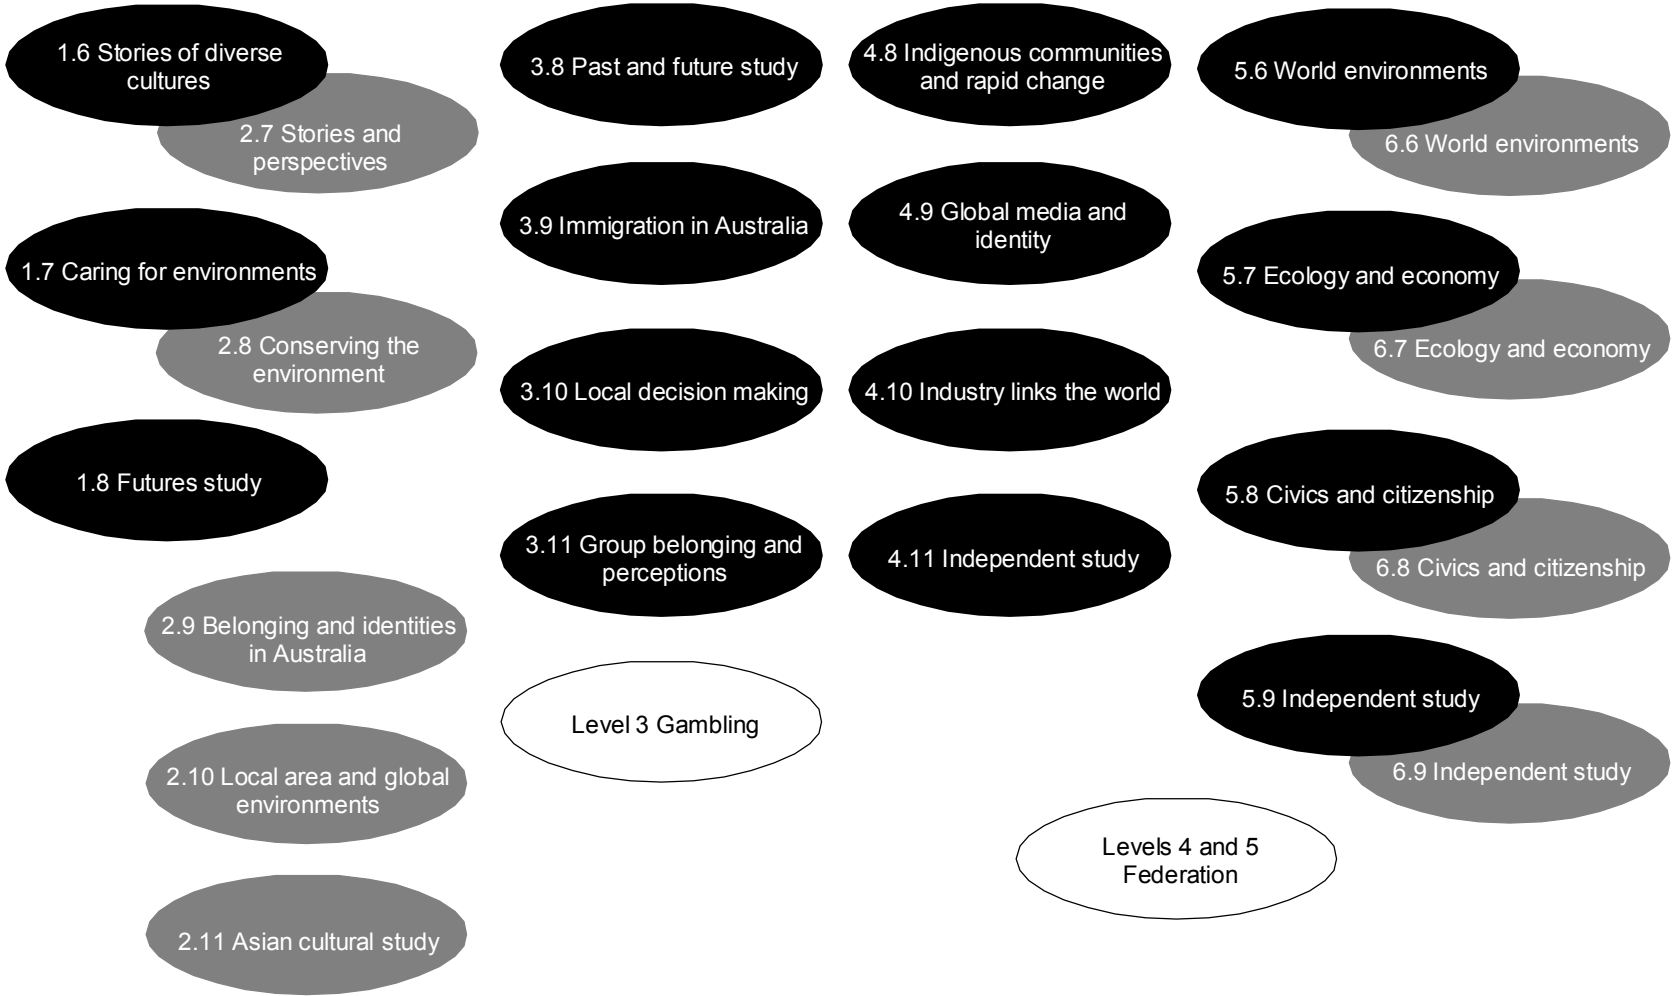 1.6 Stories of diverse
cultures
2.7 Stories and
perspectives
1.7 Caring for environments
2.8 Conserving the
environment
1.8 Futures study
2.9 Belonging and identities
in Australia
2.10 Local area and global
environments
2.11 Asian cultural study
3.8 Past and future study
3.9 Immigration in Australia
3.10 Local decision making
3.11 Group belonging and
perceptions
Level 3 Gambling
4.8 Indigenous communities
and rapid change
4.9 Global media and
identity
4.10 Industry links the world
4.11 Independent study
Levels 4 and 5
Federation
5.6 World environments
6.6 World environments
5.7 Ecology and economy
6.7 Ecology and economy
5.8 Civics and citizenship
6.8 Civics and citizenship
5.9 Independent study
6.9 Independent study